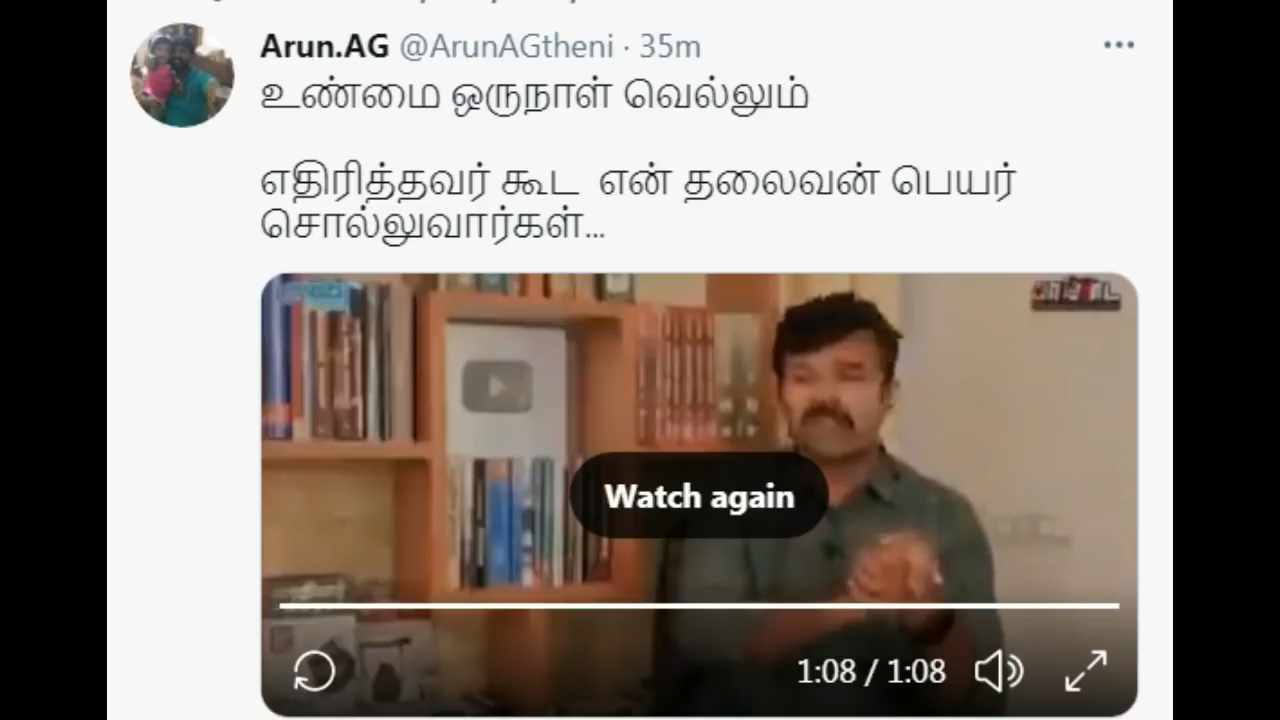 Arun.AG @ArunAGtheni · 35m
உண்மை ஒருநாள் வெல்லும்
எதிரித்தவர் கூட என் தலைவன் பெயர்
சொல்லுவார்கள்...
Watch again
1:08 / 1:08